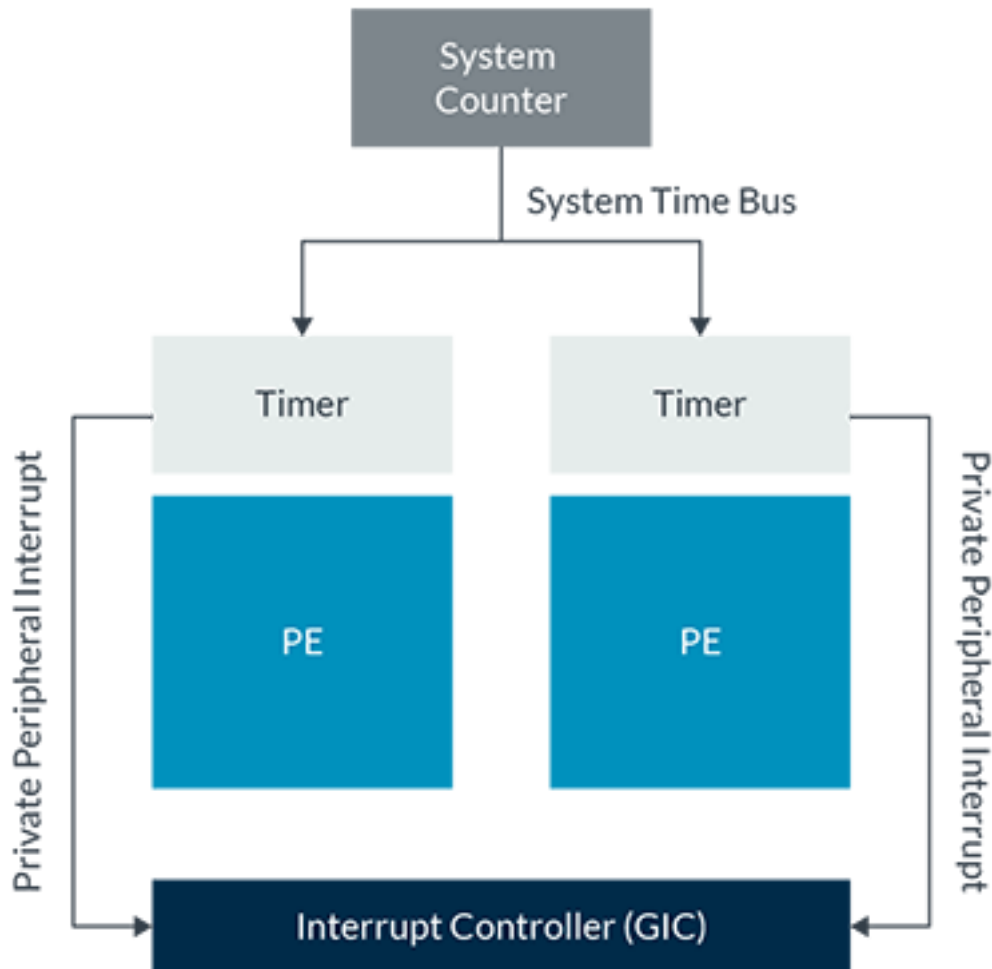 System
Counter
System Time Bus
Timer
Timer
Private Peripheral Interrupt
Private Peripheral Interrupt
PE
PE
Interrupt Controller (GIC)